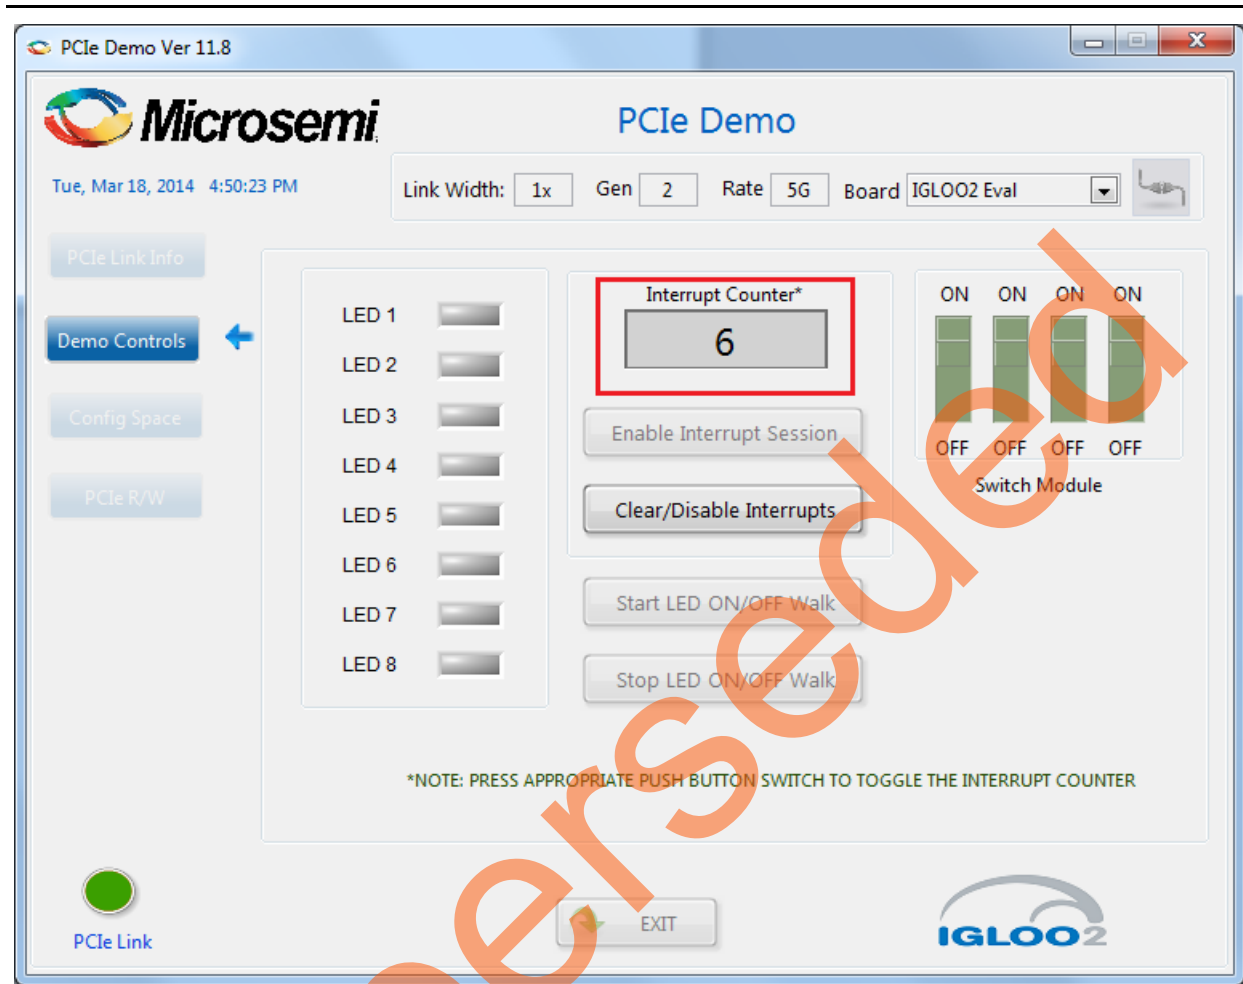 PCIe Demo Ver 11.8
Microsemi
PCIe Demo
Tue, Mar 18, 2014 4:50:23 PM
Link Width: 1x Gen 2 Rate 5G Board IGLOO2 Eval
PCIe Link Info
Demo Controls
Config Space
PCIe R/W
LED 1
LED 2
LED 3
LED 4
LED 5
LED 6
LED 7
LED 8
Interrupt Counter*
6
Enable Interrupt Session
Clear/Disable Interrupts
Start LED ON/OFF Walk
Stop LED ON/OFF Walk
ON ON ON ON
OFF OFF OFF OFF
Switch Module
*NOTE: PRESS APPROPRIATE PUSH BUTTON SWITCH TO TOGGLE THE INTERRUPT COUNTER
PCIe Link
EXIT
IGLOO2
erseded